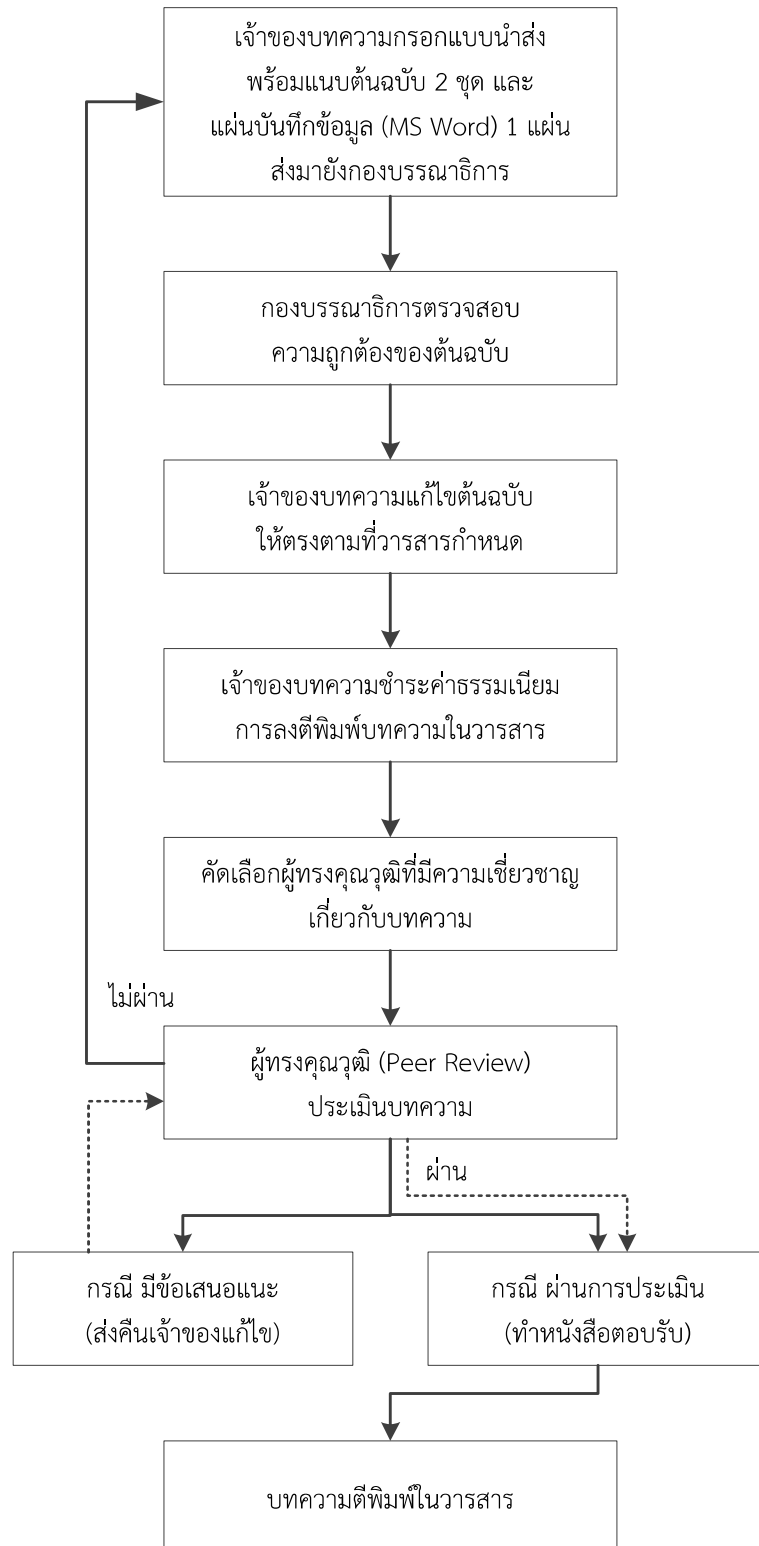 เจ้าของบทความกรอกแบบนำส่ง
พร้อมแนบต้นฉบับ 2 ชุด และ
แผ่นบันทึกข้อมูล (MS Word) 1 แผ่น
ส่งมายังกองบรรณาธิการ
กองบรรณาธิการตรวจสอบ
ความถูกต้องของต้นฉบับ
เจ้าของบทความแก้ไขต้นฉบับ
ให้ตรงตามที่วารสารกำหนด
เจ้าของบทความชำระค่าธรรมเนียม
การลงตีพิมพ์บทความในวารสาร
คัดเลือกผู้ทรงคุณวุฒิที่มีความเชี่ยวชาญ
เกี่ยวกับบทความ
ไม่ผ่าน
ผู้ทรงคุณวุฒิ (Peer Review)
ประเมินบทความ
ผ่าน
กรณี มีข้อเสนอแนะ
(ส่งคืนเจ้าของแก้ไข)
กรณี ผ่านการประเมิน
(ทำหนังสือตอบรับ)
บทความตีพิมพ์ในวารสาร